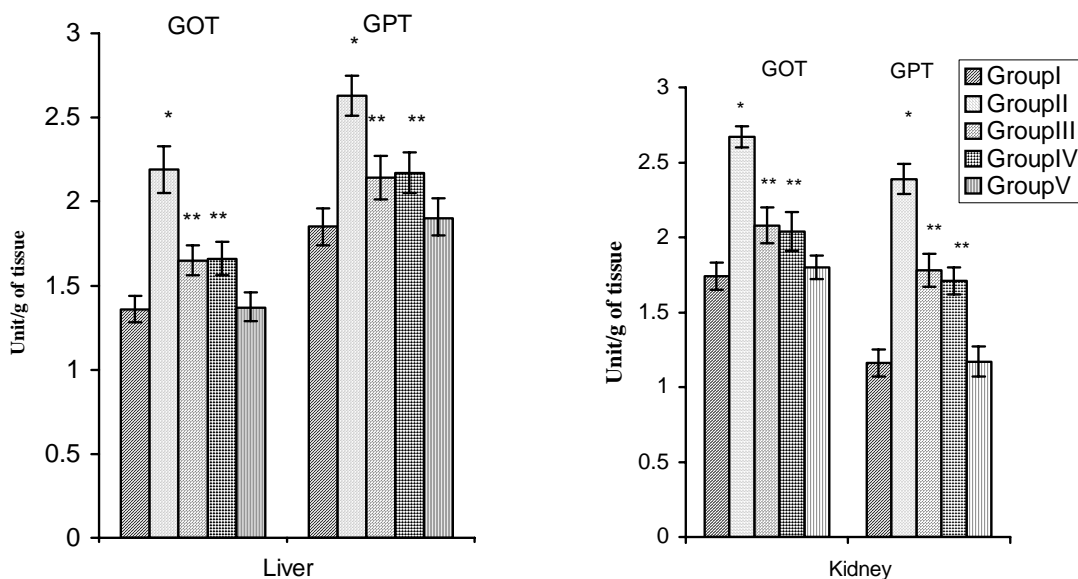 GOT
GPT
3
2.5
2
1.5
1
0.5
0
Unit/g of tissue
*
**
**
*
**
**
Liver
GOT
GPT
3
2.5
2
1.5
1
0.5
0
Unit/g of tissue
*
**
**
*
**
**
Kidney
GroupI
GroupII
GroupIII
GroupIV
GroupV